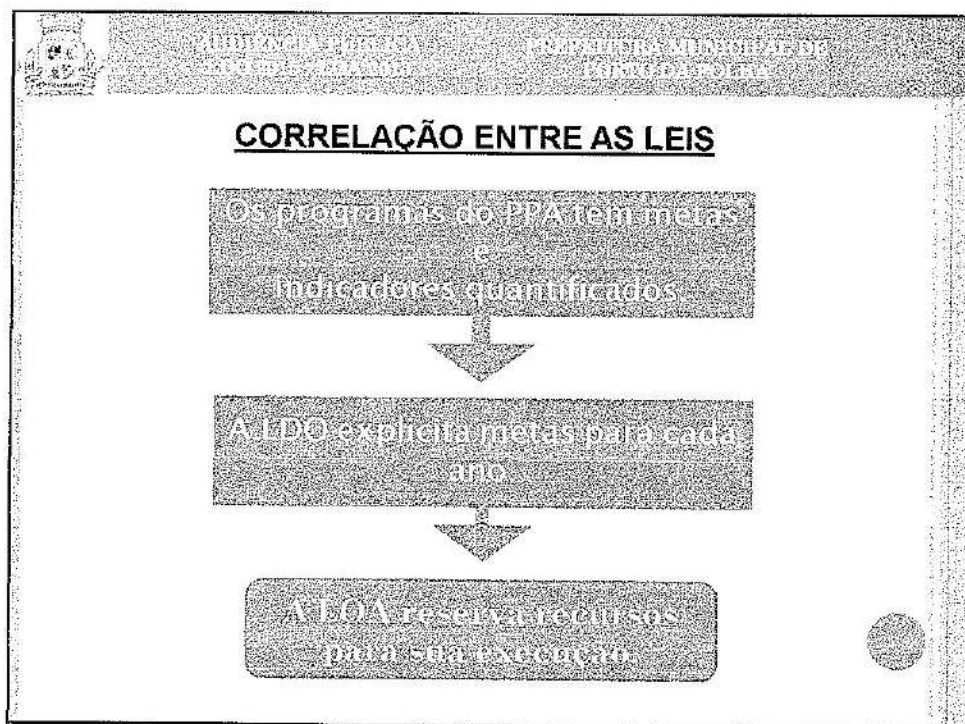 AUDIÊNCIA PÚBLICA
PREFEITURA MUNICIPAL DE
PORTO DA FOLHA
CORRELAÇÃO ENTRE AS LEIS
Os programas do PPA tem metas
e
Indicadores quantificados.
A LDO explicita metas para cada
ano
A LOA reserva recursos
para sua execução